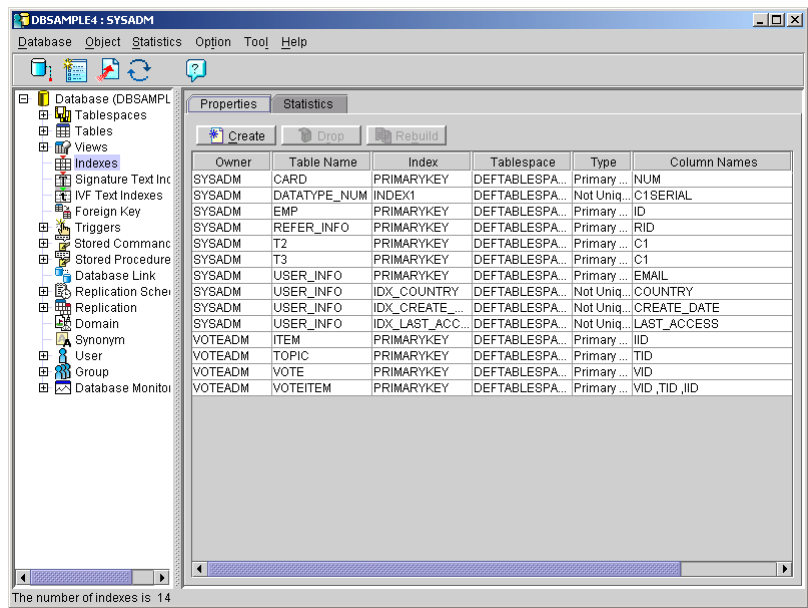 DBSAMPLE4 : SYSADM
Database Object Statistics Option Tool Help
Database (DBSAMPL
Tablespaces
Tables
Views
Indexes
Signature Text Inc
IVF Text Indexes
Foreign Key
Triggers
Stored Commanc
Stored Procedure
Database Link
Replication Scher
Replication
Domain
Synonym
User
Group
Database Monitor
Properties Statistics
Create Drop Rebuild
Owner Table Name Index Tablespace Type Column Names
SYSADM CARD PRIMARYKEY DEFTABLESPA... Primary ... NUM
SYSADM DATATYPE_NUM INDEX1 DEFTABLESPA... Not Uniq... C1SERIAL
SYSADM EMP PRIMARYKEY DEFTABLESPA... Primary ... ID
SYSADM REFER_INFO PRIMARYKEY DEFTABLESPA... Primary ... RID
SYSADM T2 PRIMARYKEY DEFTABLESPA... Primary ... C1
SYSADM T3 PRIMARYKEY DEFTABLESPA... Primary ... C1
SYSADM USER_INFO PRIMARYKEY DEFTABLESPA... Primary ... EMAIL
SYSADM USER_INFO IDX_COUNTRY DEFTABLESPA... Not Uniq... COUNTRY
SYSADM USER_INFO IDX_CREATE_... DEFTABLESPA... Not Uniq... CREATE_DATE
SYSADM USER_INFO IDX_LAST_ACC... DEFTABLESPA... Not Uniq... LAST_ACCESS
VOTEADM ITEM PRIMARYKEY DEFTABLESPA... Primary ... IID
VOTEADM TOPIC PRIMARYKEY DEFTABLESPA... Primary ... TID
VOTEADM VOTE PRIMARYKEY DEFTABLESPA... Primary ... VID
VOTEADM VOTEITEM PRIMARYKEY DEFTABLESPA... Primary ... VID ,TID ,IID
The number of indexes is 14